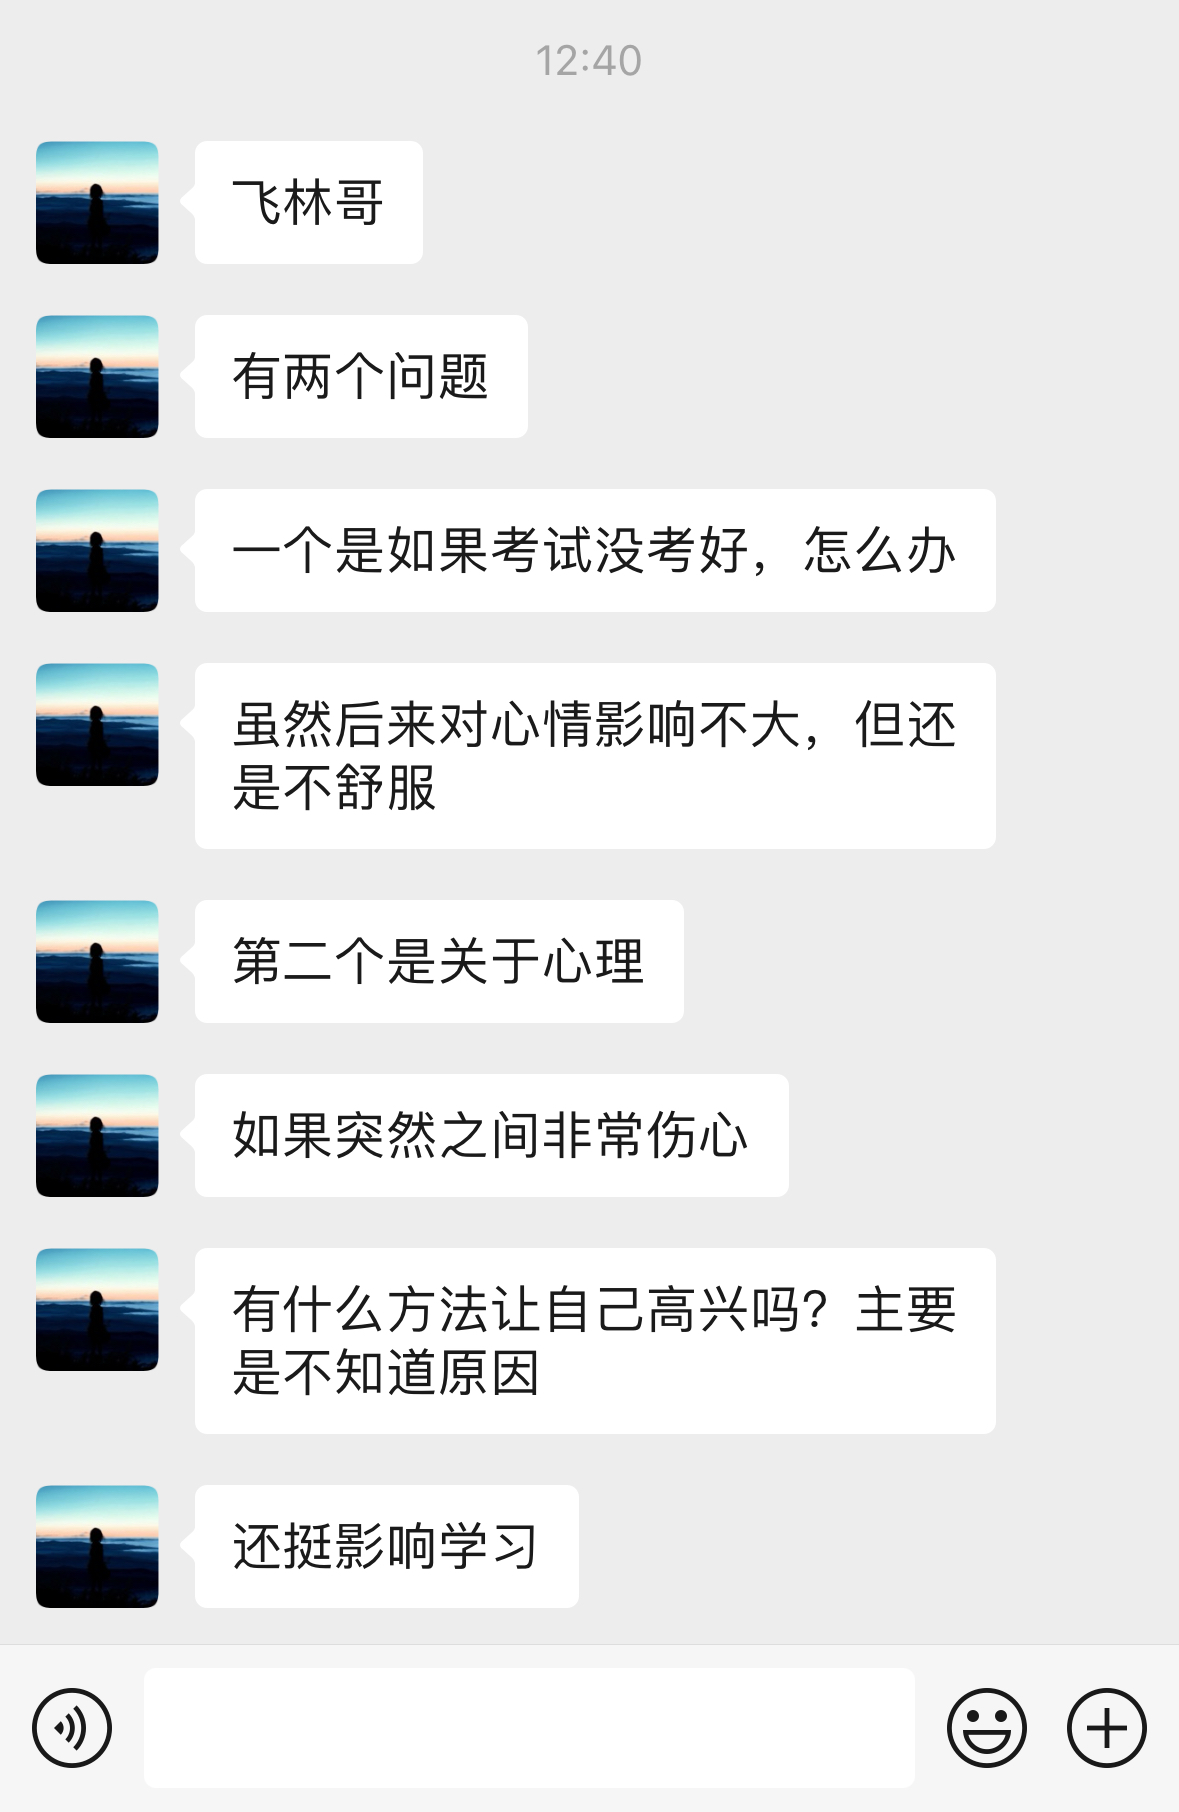 12:40
飞林哥
有两个问题
一个是如果考试没考好，怎么办
虽然后来对心情影响不大，但还
是不舒服
第二个是关于心理
如果突然之间非常伤心
有什么方法让自己高兴吗？主要
是不知道原因
还挺影响学习